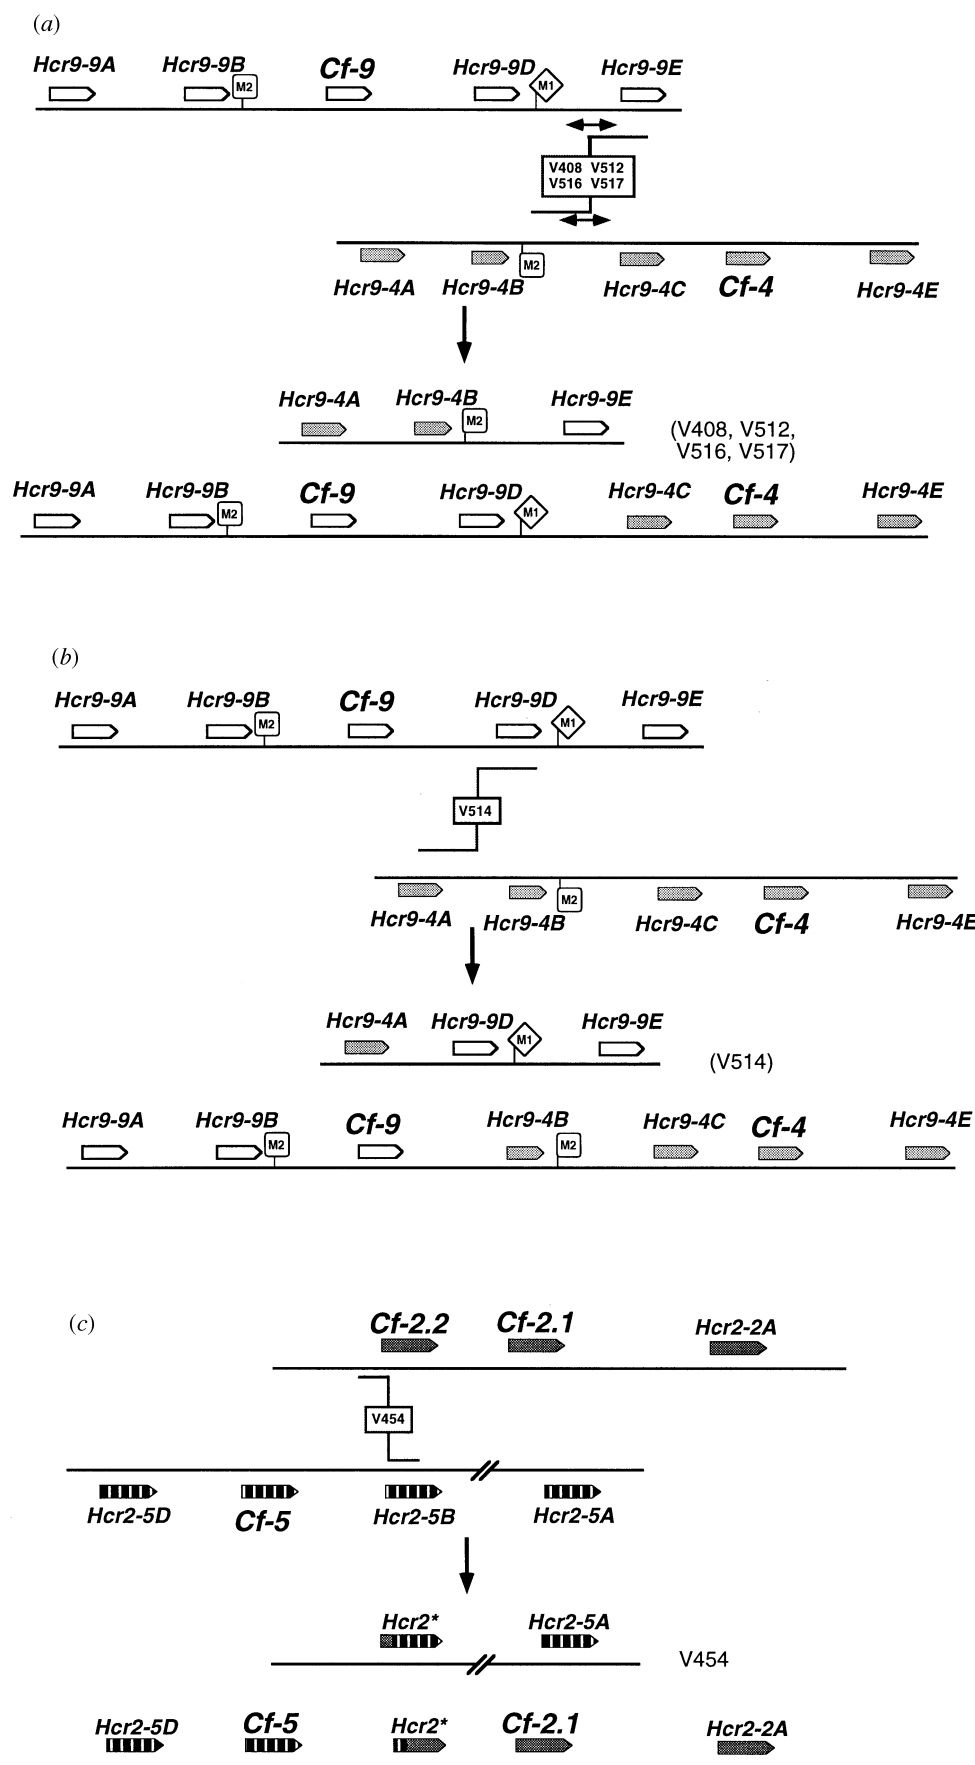 (a)
Hcr9-9A Hcr9-9B Cf-9 Hcr9-9D Hcr9-9E
M2 M1
V408 V512
V516 V517
M2
Hcr9-4A Hcr9-4B Hcr9-4C Cf-4 Hcr9-4E
Hcr9-4A Hcr9-4B Hcr9-9E
M2
(V408, V512,
V516, V517)
Hcr9-9A Hcr9-9B Cf-9 Hcr9-9D Hcr9-4C Cf-4 Hcr9-4E
M2 M1
(b)
Hcr9-9A Hcr9-9B Cf-9 Hcr9-9D Hcr9-9E
M2 M1
V514
M2
Hcr9-4A Hcr9-4B Hcr9-4C Cf-4 Hcr9-4E
Hcr9-4A Hcr9-9D Hcr9-9E
M1
(V514)
Hcr9-9A Hcr9-9B Cf-9 Hcr9-4B Hcr9-4C Cf-4 Hcr9-4E
M2 M2
(c)
Cf-2.2 Cf-2.1 Hcr2-2A
V454
Hcr2-5D Cf-5 Hcr2-5B Hcr2-5A
Hcr2* Hcr2-5A
V454
Hcr2-5D Cf-5 Hcr2* Cf-2.1 Hcr2-2A